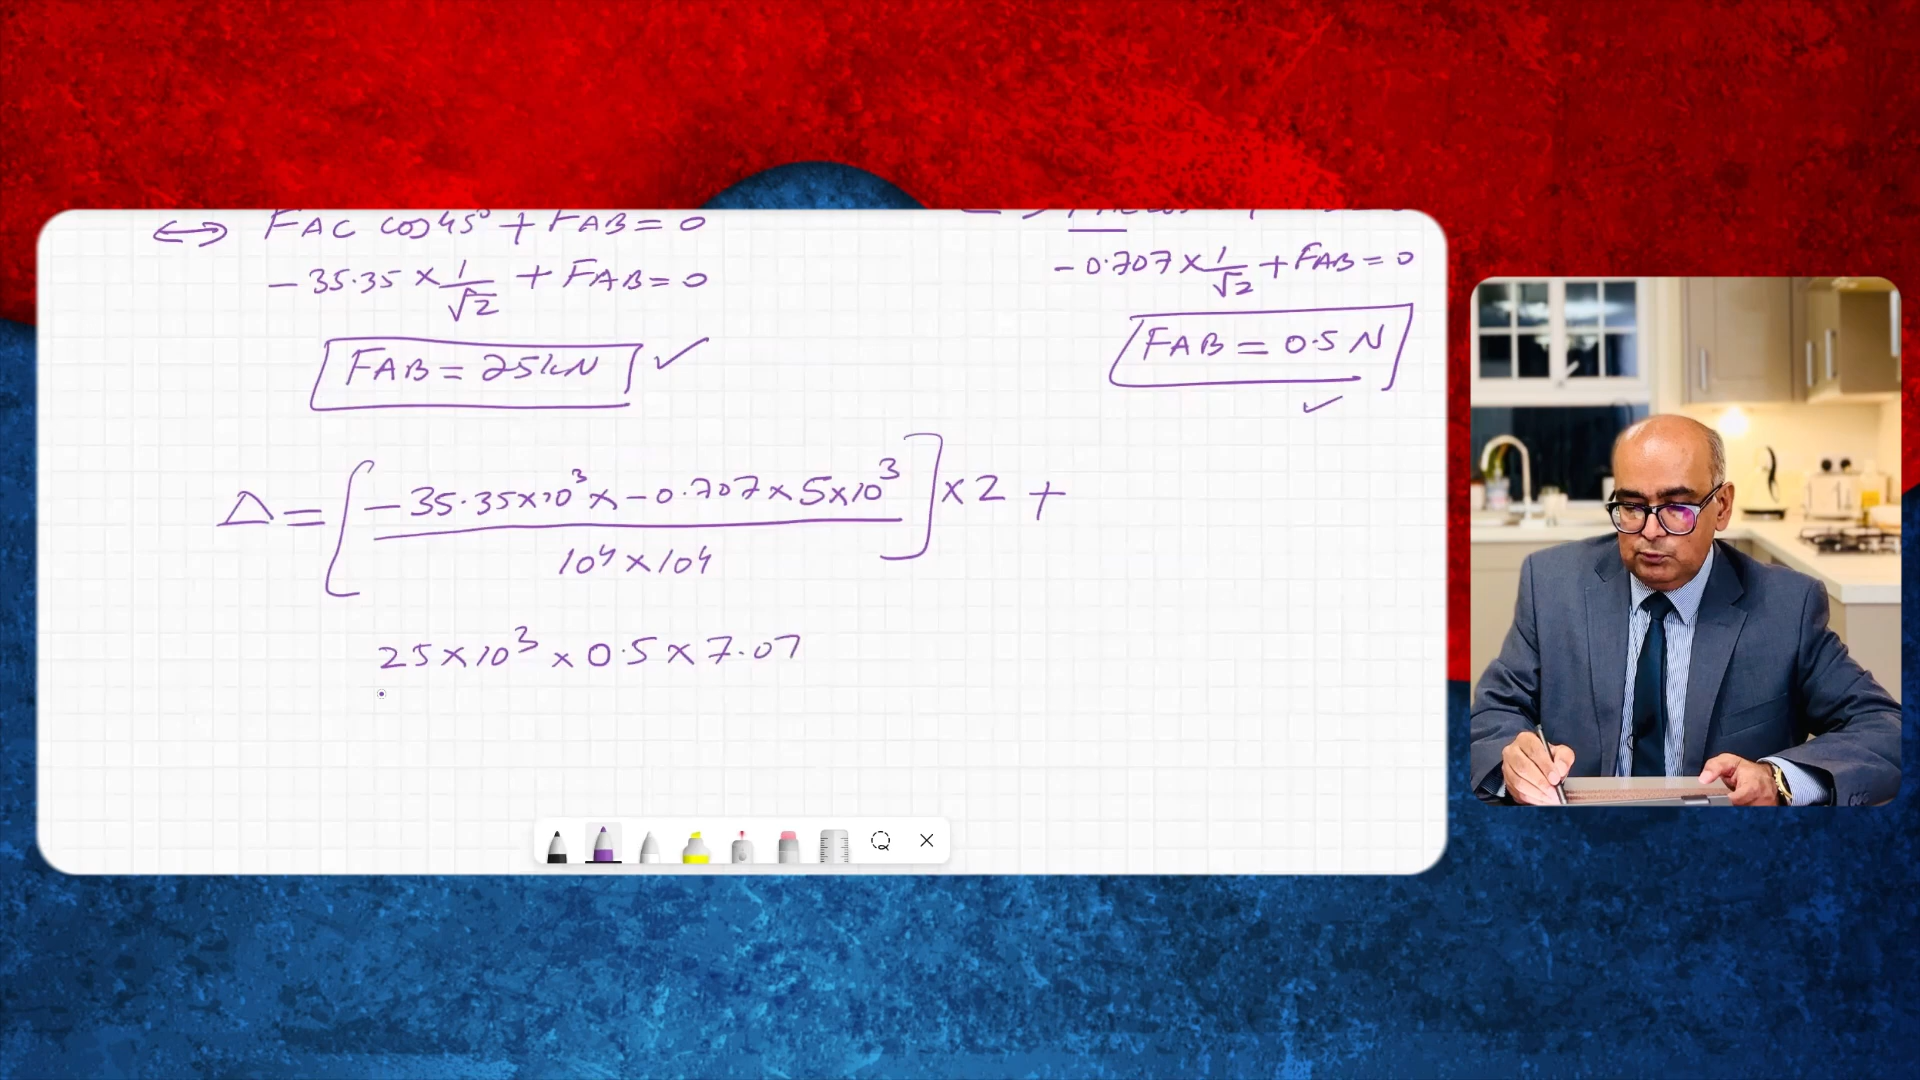 ↔ FAC cos45° + FAB = 0
-35.35 × 1/√2 + FAB = 0
FAB = 25kN ✓
-0.707 × 1/√2 + FAB = 0
FAB = 0.5 N
✓
Δ = [ -35.35×10³ × -0.707 × 5×10³ / 10⁴ × 10⁴ ] × 2 +
25×10³ × 0.5 × 7.07